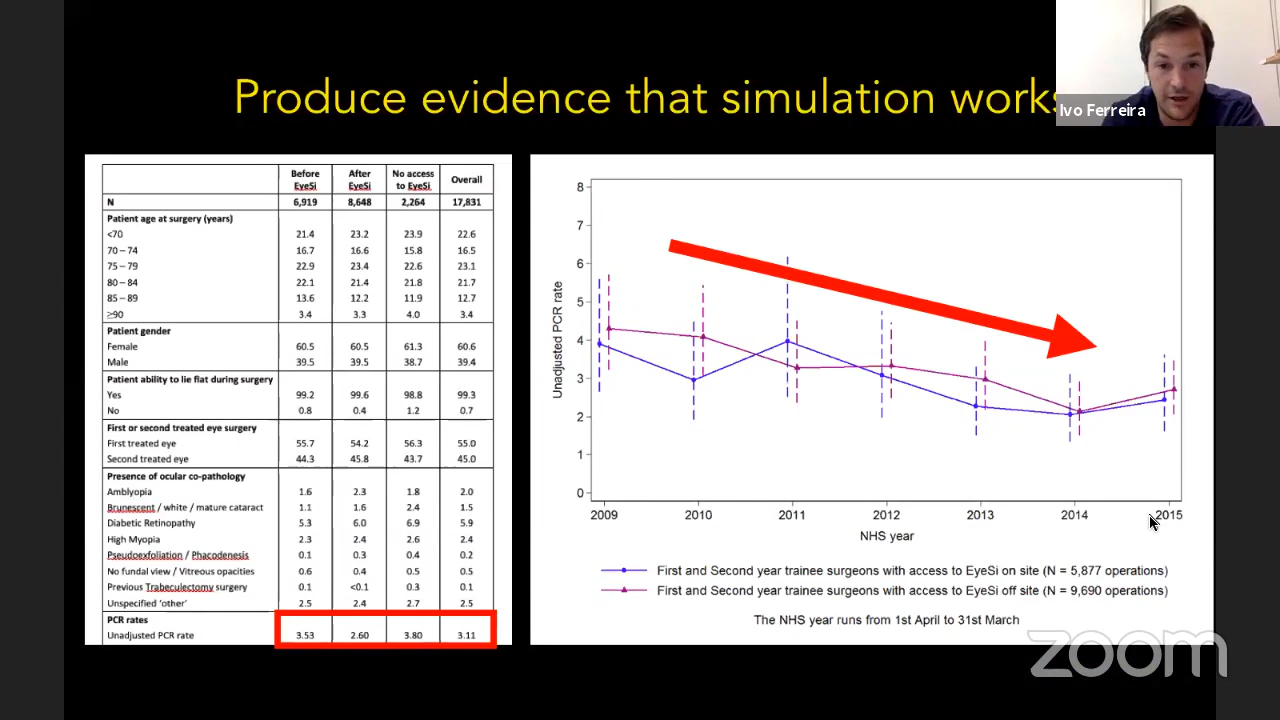 Produce evidence that simulation works
Ivo Ferreira
Before EyeSi After EyeSi No access to EyeSi Overall
N 6,919 8,648 2,264 17,831
Patient age at surgery (years)
<70 21.4 23.2 23.9 22.6
70 – 74 16.7 16.6 15.8 16.5
75 – 79 22.9 23.4 22.6 23.1
80 – 84 22.1 21.4 21.8 21.7
85 – 89 13.6 12.2 11.9 12.7
≥90 3.4 3.3 4.0 3.4
Patient gender
Female 60.5 60.5 61.3 60.6
Male 39.5 39.5 38.7 39.4
Patient ability to lie flat during surgery
Yes 99.2 99.6 98.8 99.3
No 0.8 0.4 1.2 0.7
First or second treated eye surgery
First treated eye 55.7 54.2 56.3 55.0
Second treated eye 44.3 45.8 43.7 45.0
Presence of ocular co-pathology
Amblyopia 1.6 2.3 1.8 2.0
Brunescent / white / mature cataract 1.1 1.6 2.4 1.5
Diabetic Retinopathy 5.3 6.0 6.9 5.9
High Myopia 2.3 2.4 2.6 2.4
Pseudoexfoliation / Phacodenesis 0.1 0.3 0.4 0.2
No fundal view / Vitreous opacities 0.6 0.4 0.5 0.5
Previous Trabeculectomy surgery 0.1 <0.1 0.3 0.1
Unspecified 'other' 2.5 2.4 2.7 2.5
PCR rates
Unadjusted PCR rate 3.53 2.60 3.80 3.11
Unadjusted PCR rate
8
7
6
5
4
3
2
1
0
2009 2010 2011 2012 2013 2014 2015
NHS year
First and Second year trainee surgeons with access to EyeSi on site (N = 5,877 operations)
First and Second year trainee surgeons with access to EyeSi off site (N = 9,690 operations)
The NHS year runs from 1st April to 31st March
zoom